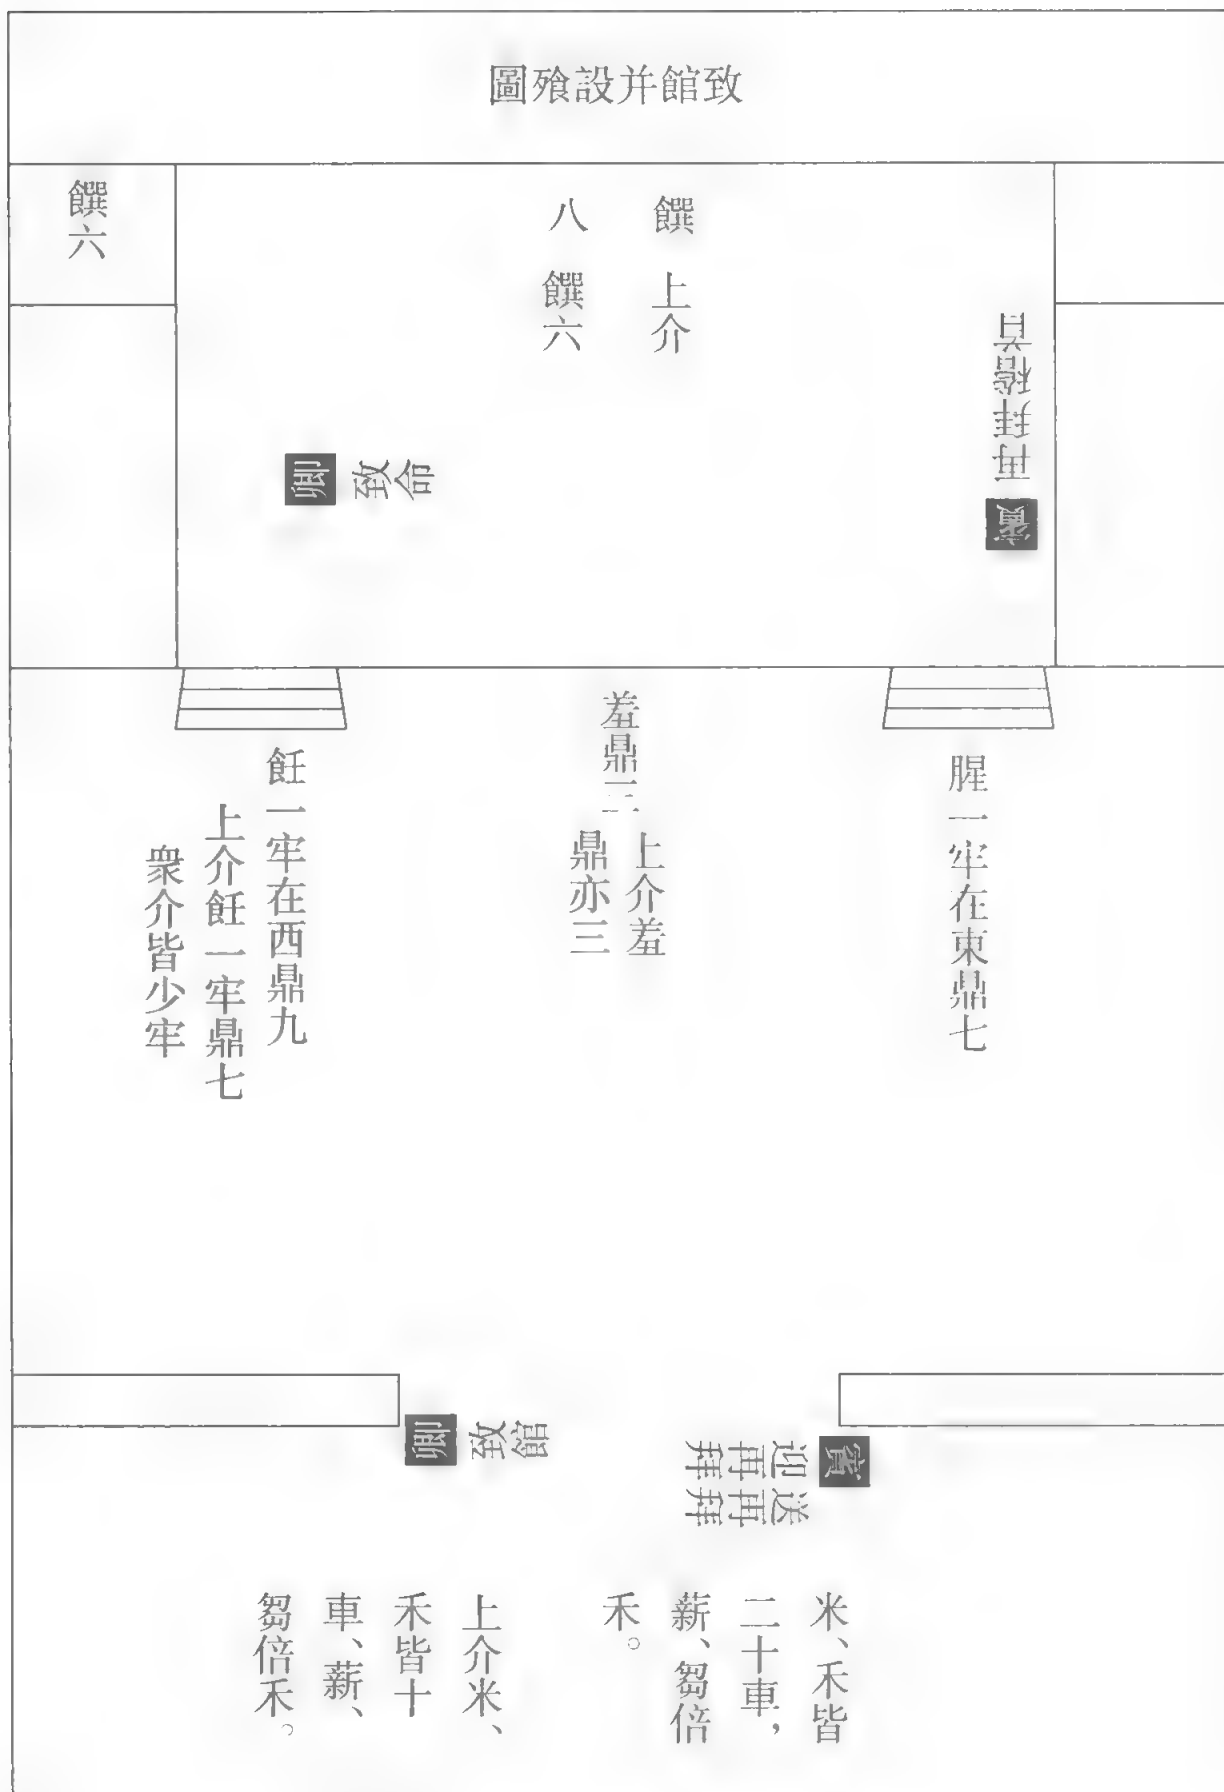 致館并設飱圖
饌 上介
八 饌六
饌六
賓 再拜稽首
卿 致命
腥一牢在東鼎七
羞鼎三
上介羞
鼎亦三
飪一牢在西鼎九
上介飪一牢鼎七
衆介皆少牢
賓
迎再拜
送再拜
卿 致館
米、禾皆
二十車，
薪、芻倍
禾。
上介米、
禾皆十
車、薪、
芻倍禾。